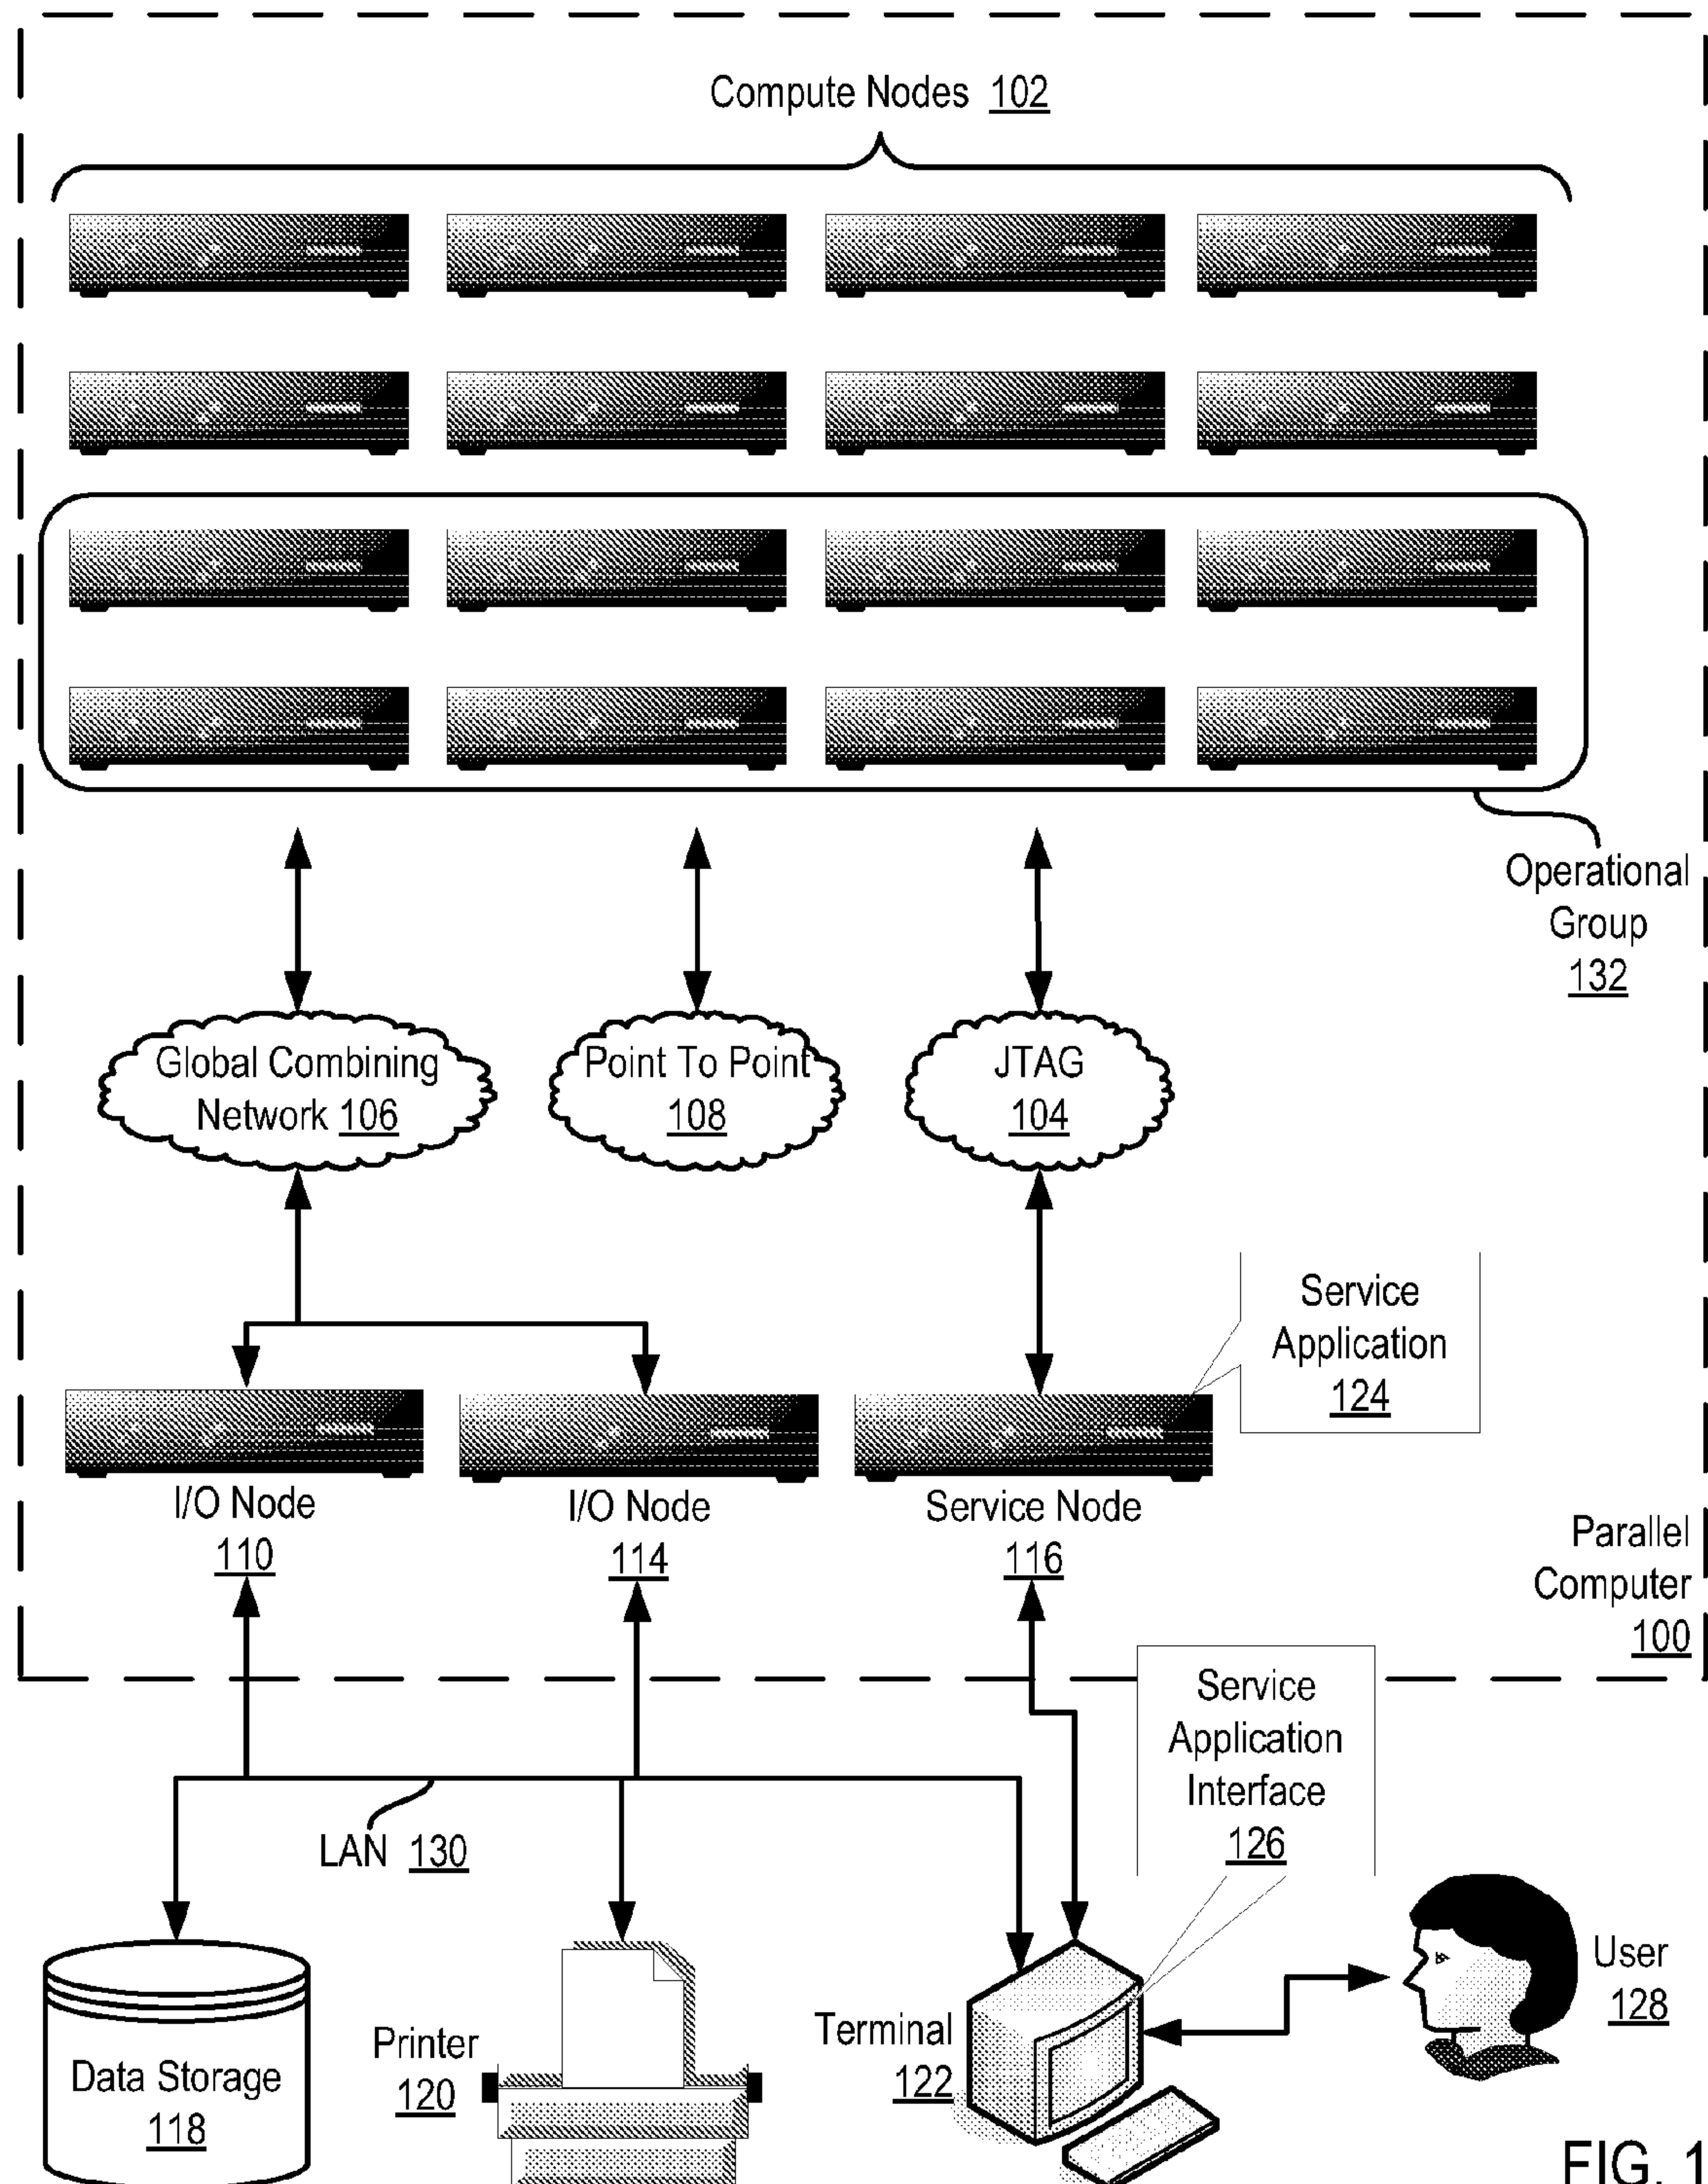 Compute Nodes 102
Operational
Group
132
Global Combining
Network 106
Point To Point
108
JTAG
104
Service
Application
124
I/O Node
110
I/O Node
114
Service Node
116
Parallel
Computer
100
Service
Application
Interface
126
LAN 130
Data Storage
118
Printer
120
Terminal
122
User
128
FIG. 1